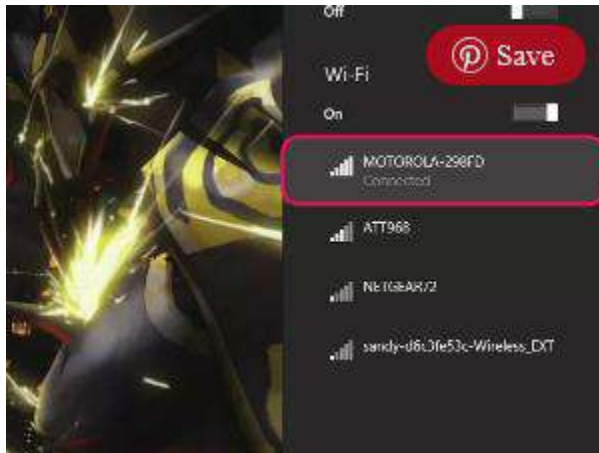 Off
Save
Wi-Fi
On
MOTOROLA-298FD
Connected
ATT968
NETGEAR72